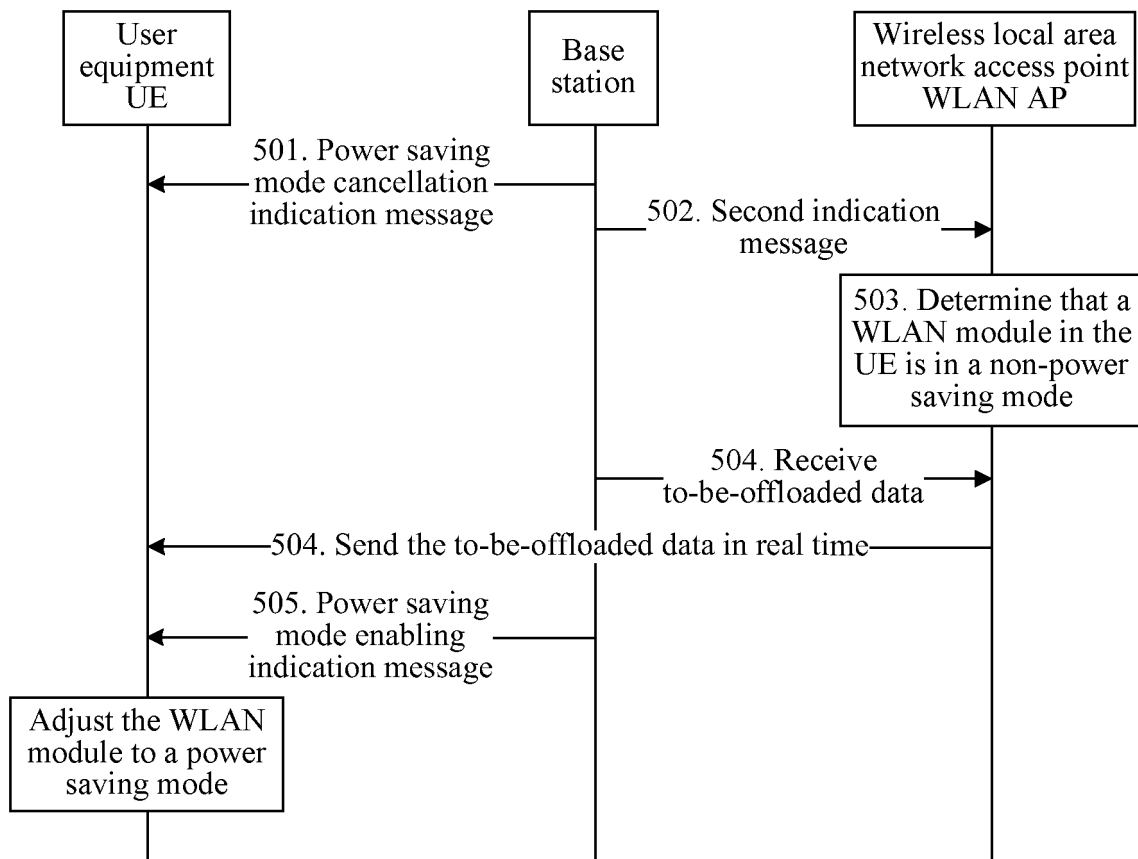 User
equipment
UE
Base
station
Wireless local area
network access point
WLAN AP
501. Power saving
mode cancellation
indication message
502. Second indication
message
503. Determine that a
WLAN module in the
UE is in a non-power
saving mode
504. Receive
to-be-offloaded data
504. Send the to-be-offloaded data in real time
505. Power saving
mode enabling
indication message
Adjust the WLAN
module to a power
saving mode